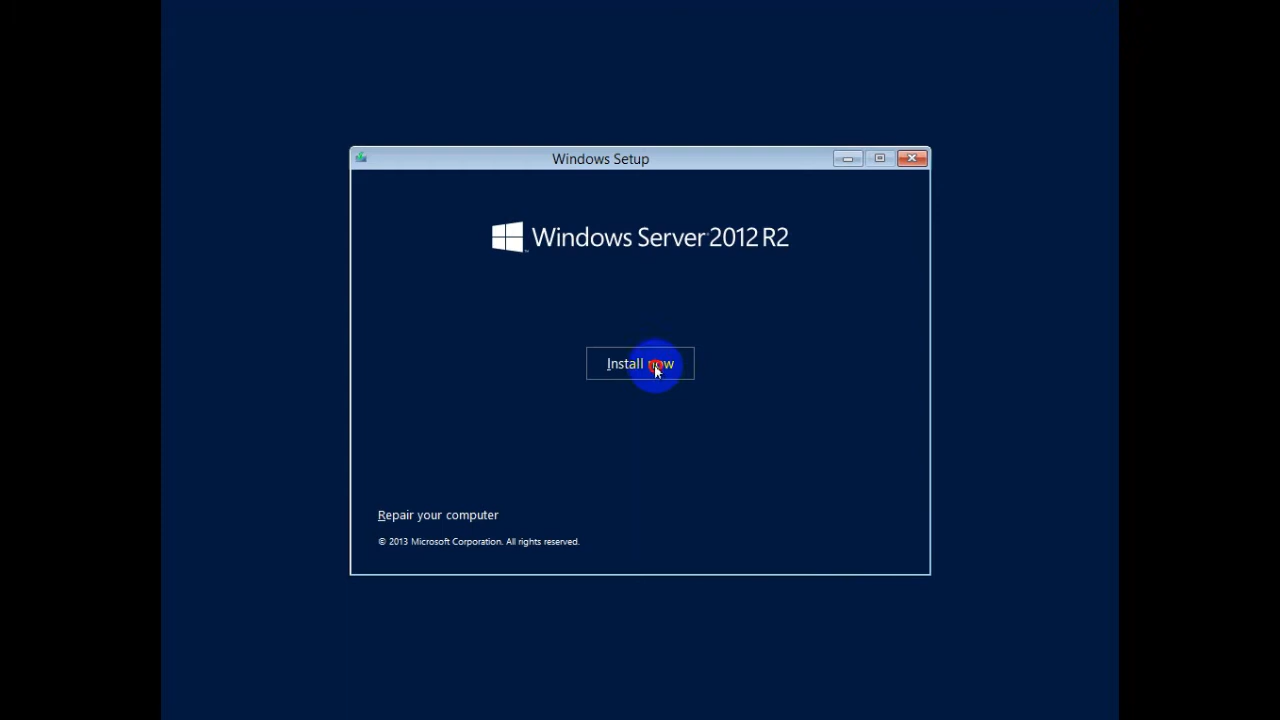 Windows Setup
Windows Server 2012 R2
Install now
Repair your computer
© 2013 Microsoft Corporation. All rights reserved.